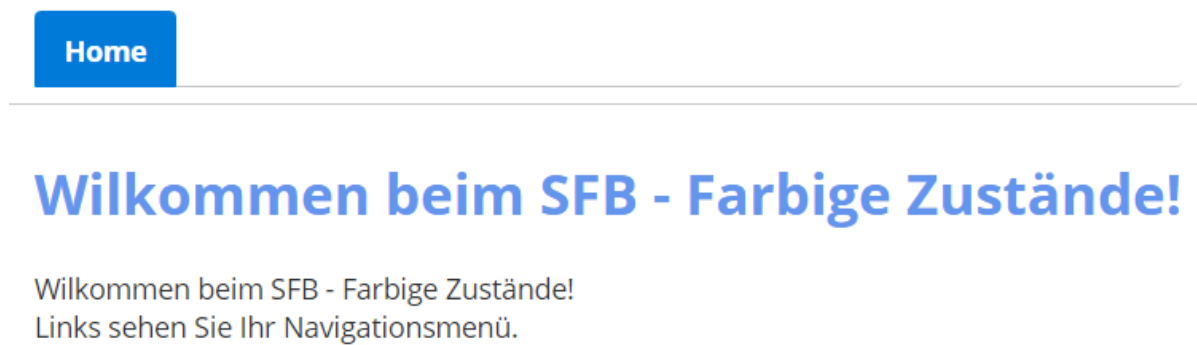 Home
Wilkommen beim SFB - Farbige Zustände!
Wilkommen beim SFB - Farbige Zustände!
Links sehen Sie Ihr Navigationsmenü.